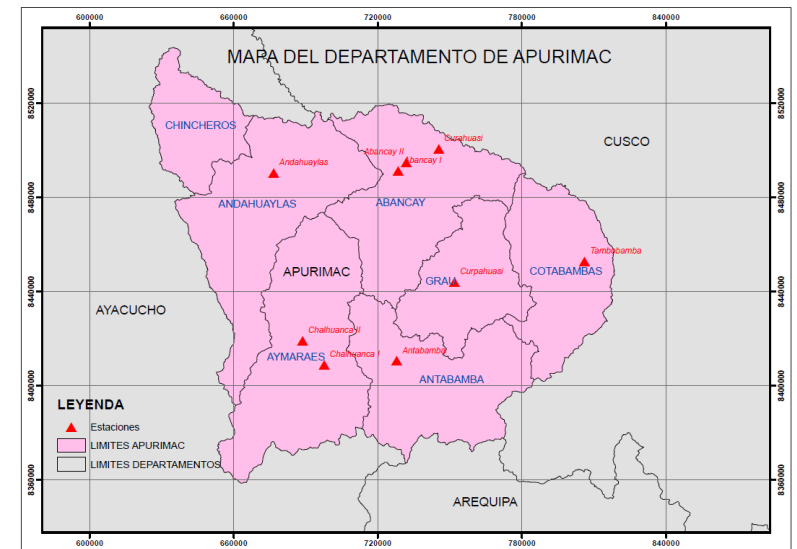 600000 660000 720000 780000 840000
MAPA DEL DEPARTAMENTO DE APURIMAC
8520000 8520000
CHINCHEROS
CUSCO
Curahuasi
Abancay II
Abancay I
Andahuaylas
8480000 8480000
ANDAHUAYLAS
ABANCAY
Tambobamba
COTABAMBAS
APURIMAC
Curpahuasi
GRAU
8440000 8440000
AYACUCHO
Chalhuanca II
Chalhuanca I
AYMARAES
Antabamba
ANTABAMBA
8400000 8400000
LEYENDA
Estaciones
LIMITES APURIMAC
LIMITES DEPARTAMENTOS
8360000 8360000
AREQUIPA
600000 660000 720000 780000 840000